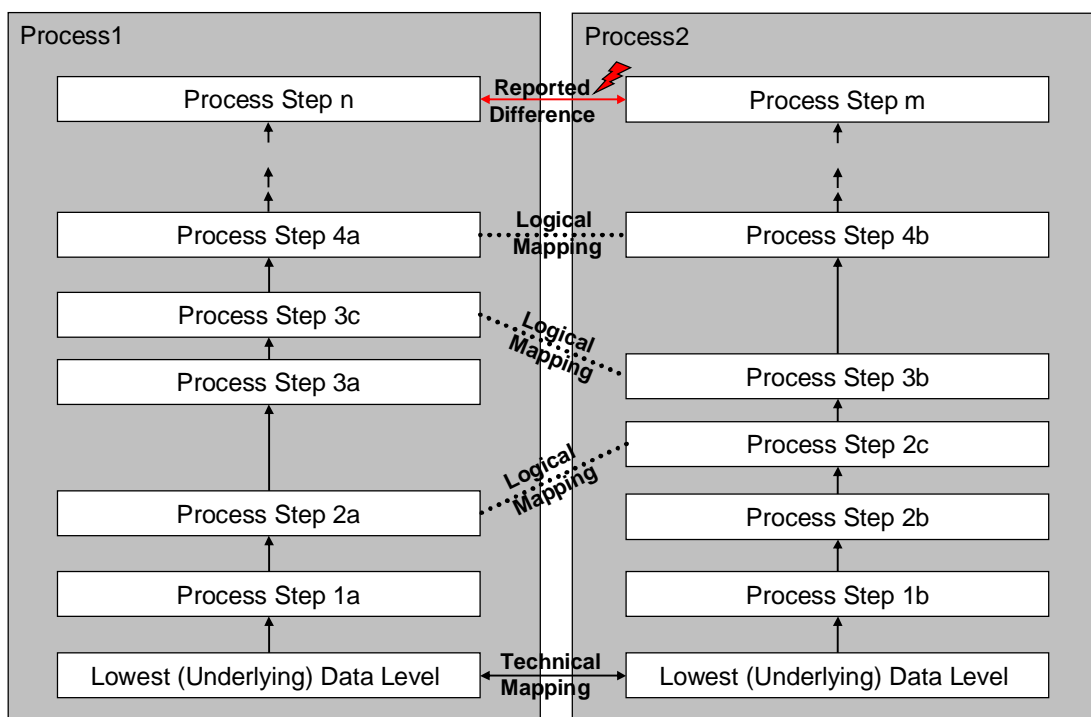 Process1
Process2
Process Step n
Reported
Difference
Process Step m
Process Step 4a
Logical
Mapping
Process Step 4b
Process Step 3c
Logical
Mapping
Process Step 3a
Process Step 3b
Logical
Mapping
Process Step 2c
Process Step 2a
Process Step 2b
Process Step 1a
Process Step 1b
Lowest (Underlying) Data Level
Technical
Mapping
Lowest (Underlying) Data Level